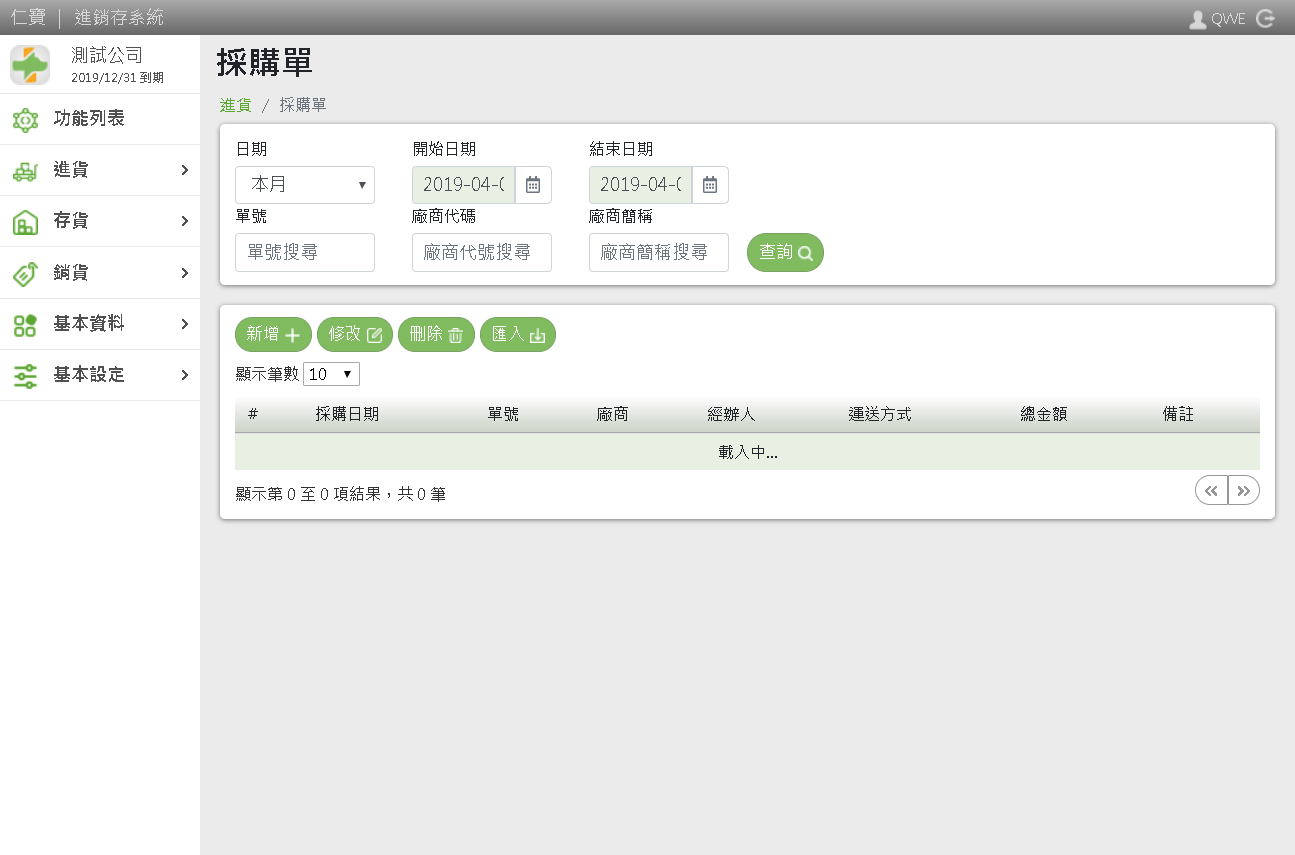 仁寶 | 進銷存系統
QWE
測試公司
2019/12/31 到期
功能列表
進貨
存貨
銷貨
基本資料
基本設定
採購單
進貨 / 採購單
日期 開始日期 結束日期
本月 2019-04-0 2019-04-0
單號 廠商代碼 廠商簡稱
單號搜尋 廠商代號搜尋 廠商簡稱搜尋 查詢
新增 修改 刪除 匯入
顯示筆數 10
# 採購日期 單號 廠商 經辦人 運送方式 總金額 備註
載入中...
顯示第 0 至 0 項結果，共 0 筆